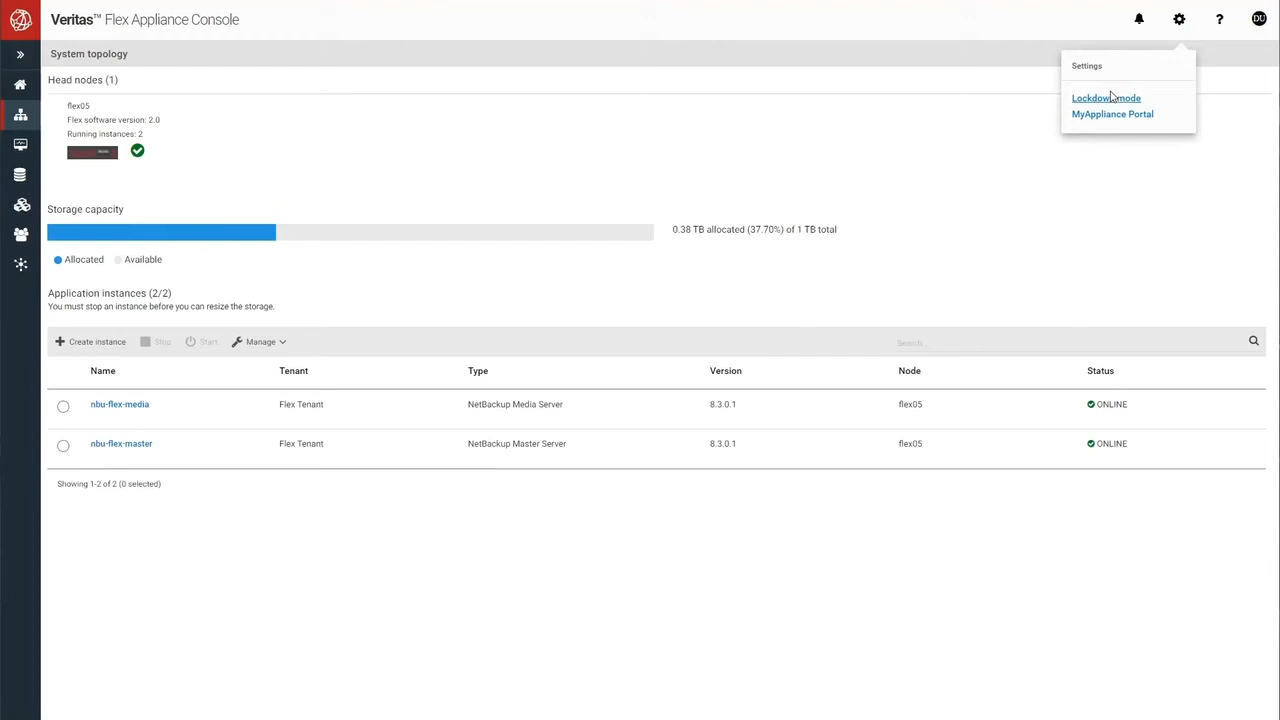 Veritas™ Flex Appliance Console
?
DU
System topology
Settings
Lockdown mode
MyAppliance Portal
Head nodes (1)
flex05
Flex software version: 2.0
Running instances: 2
Storage capacity
0.38 TB allocated (37.70%) of 1 TB total
Allocated Available
Application instances (2/2)
You must stop an instance before you can resize the storage.
Create instance Stop Start Manage Search...
Name Tenant Type Version Node Status
nbu-flex-media Flex Tenant NetBackup Media Server 8.3.0.1 flex05 ONLINE
nbu-flex-master Flex Tenant NetBackup Master Server 8.3.0.1 flex05 ONLINE
Showing 1-2 of 2 (0 selected)